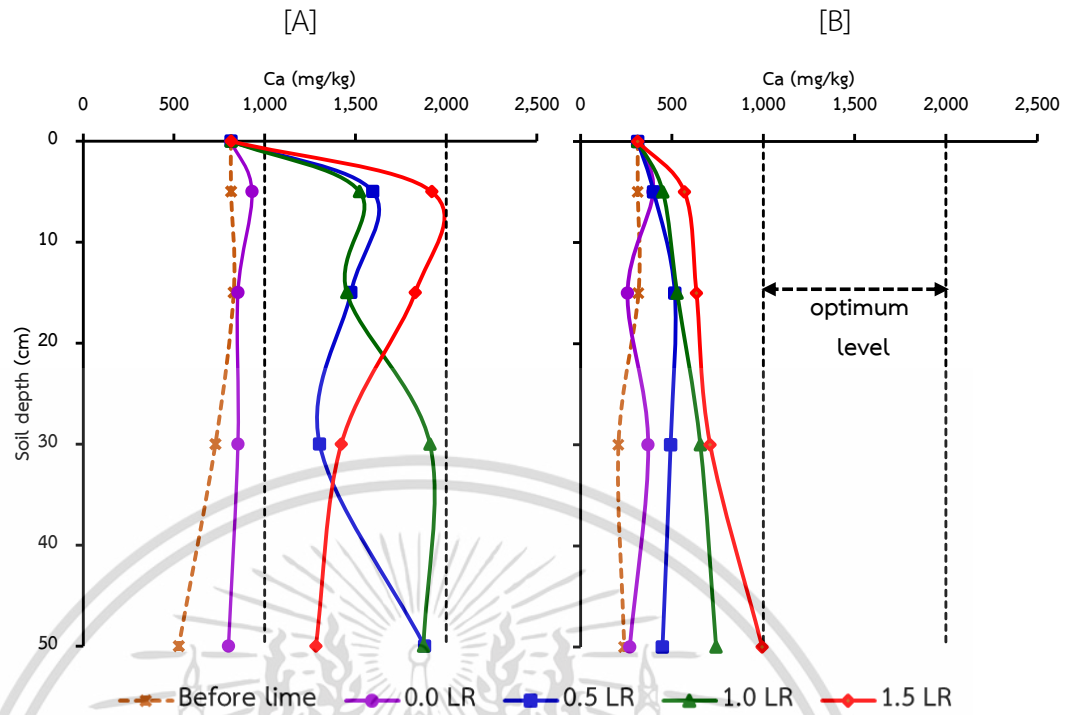 [A] [B]
Ca (mg/kg) Ca (mg/kg)
0 500 1,000 1,500 2,000 2,500 0 500 1,000 1,500 2,000 2,500
0
10
20
30
40
50
Soil depth (cm)
optimum
level
Before lime 0.0 LR 0.5 LR 1.0 LR 1.5 LR